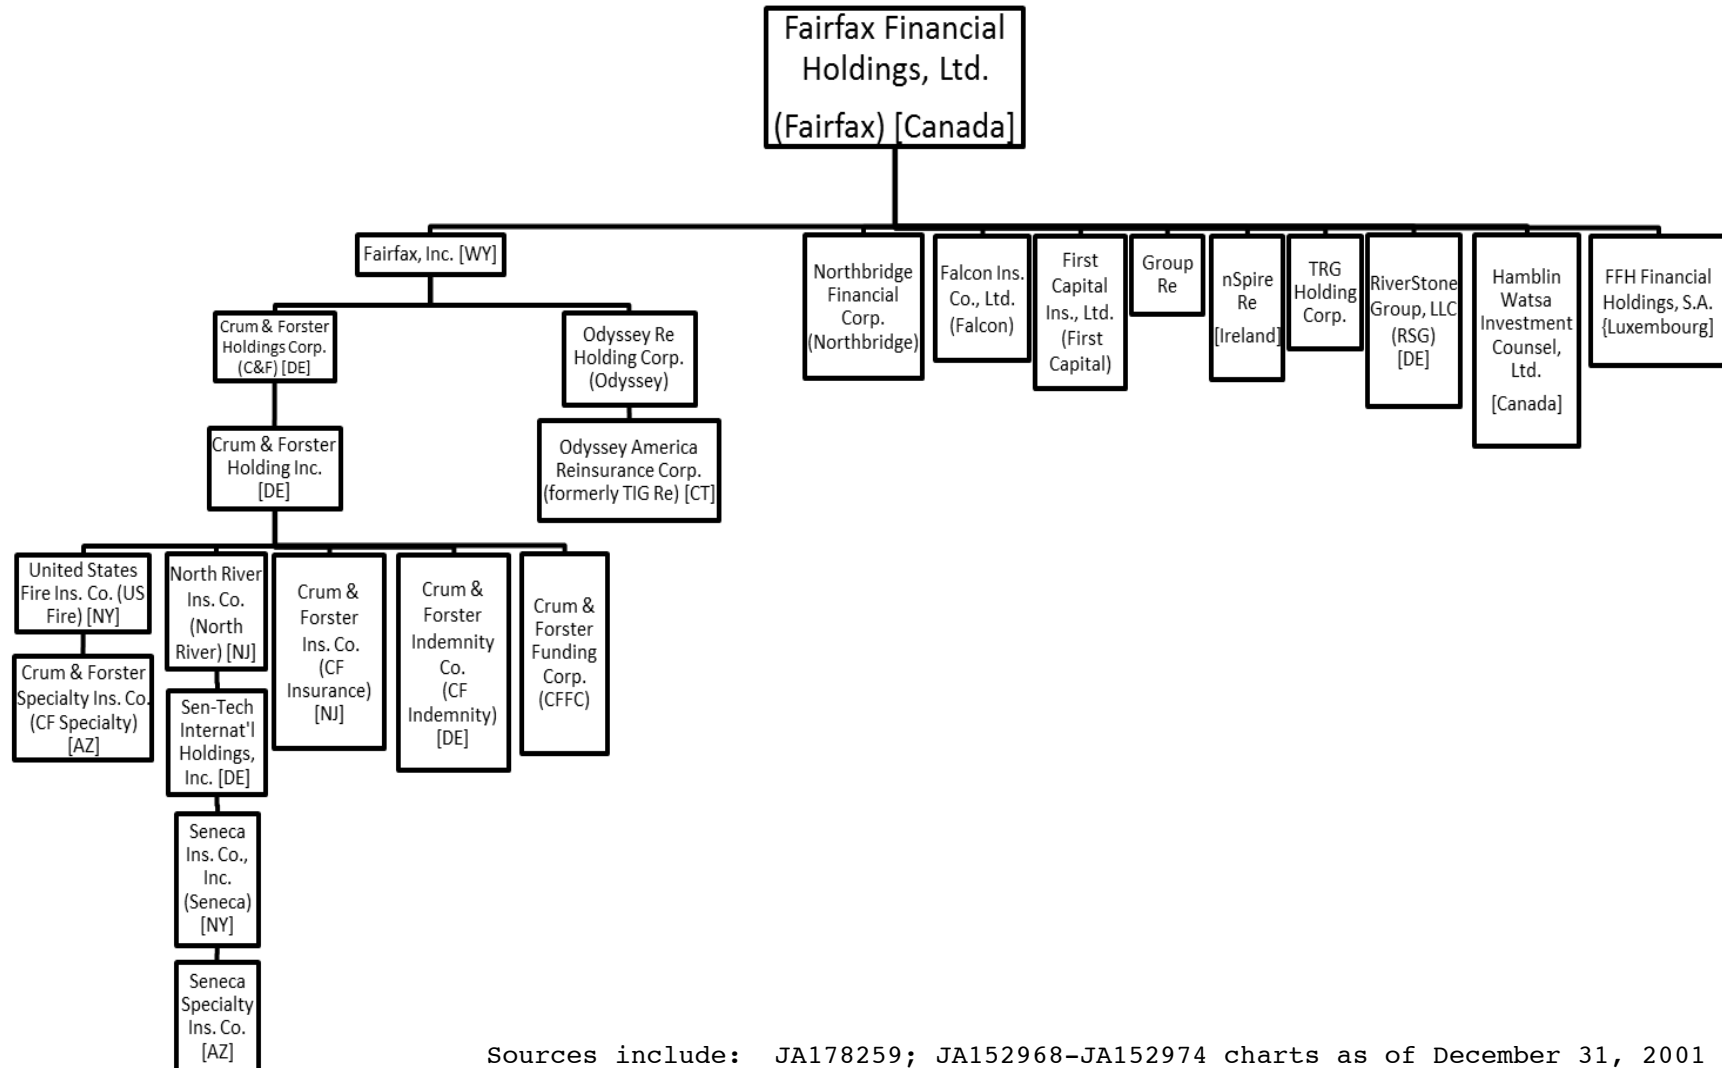 Fairfax Financial
Holdings, Ltd.
(Fairfax) [Canada]
Fairfax, Inc. [WY]
Northbridge
Financial
Corp.
(Northbridge)
Falcon Ins.
Co., Ltd.
(Falcon)
First
Capital
Ins., Ltd.
(First
Capital)
Group
Re
nSpire
Re
[Ireland]
TRG
Holding
Corp.
RiverStone
Group, LLC
(RSG)
[DE]
Hamblin
Watsa
Investment
Counsel,
Ltd.
[Canada]
FFH Financial
Holdings, S.A.
{Luxembourg]
Crum & Forster
Holdings Corp.
(C&F) [DE]
Odyssey Re
Holding Corp.
(Odyssey)
Crum & Forster
Holding Inc.
[DE]
Odyssey America
Reinsurance Corp.
(formerly TIG Re) [CT]
United States
Fire Ins. Co. (US
Fire) [NY]
North River
Ins. Co.
(North
River) [NJ]
Crum &
Forster
Ins. Co.
(CF
Insurance)
[NJ]
Crum &
Forster
Indemnity
Co.
(CF
Indemnity)
[DE]
Crum &
Forster
Funding
Corp.
(CFFC)
Crum & Forster
Specialty Ins. Co.
(CF Specialty)
[AZ]
Sen-Tech
Internat'l
Holdings,
Inc. [DE]
Seneca
Ins. Co.,
Inc.
(Seneca)
[NY]
Seneca
Specialty
Ins. Co.
[AZ]
Sources include: JA178259; JA152968-JA152974 charts as of December 31, 2001